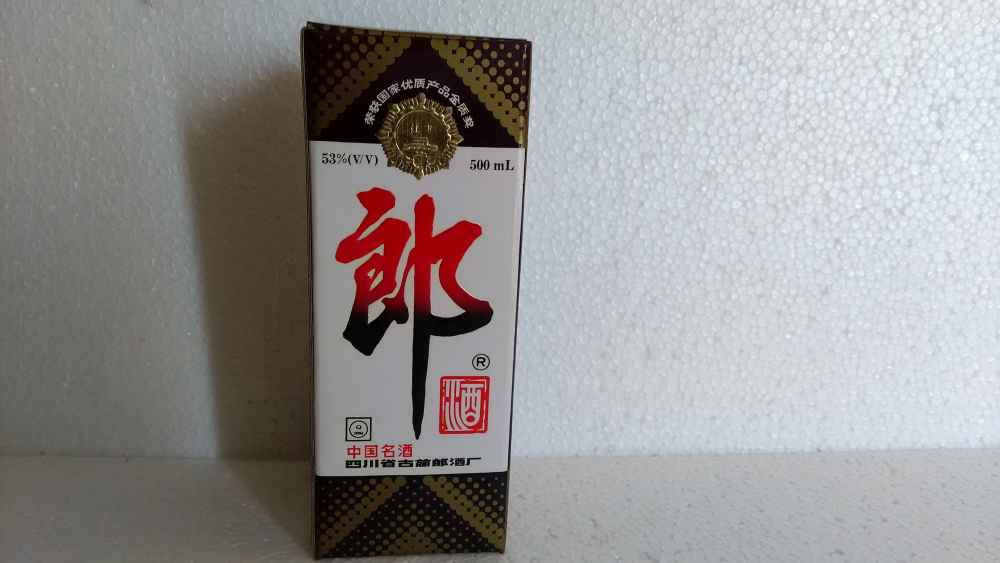 荣获国家优质产品金质奖
53%(V/V)
500 mL
郎
®
酒
中国名酒
四川省古蔺郎酒厂